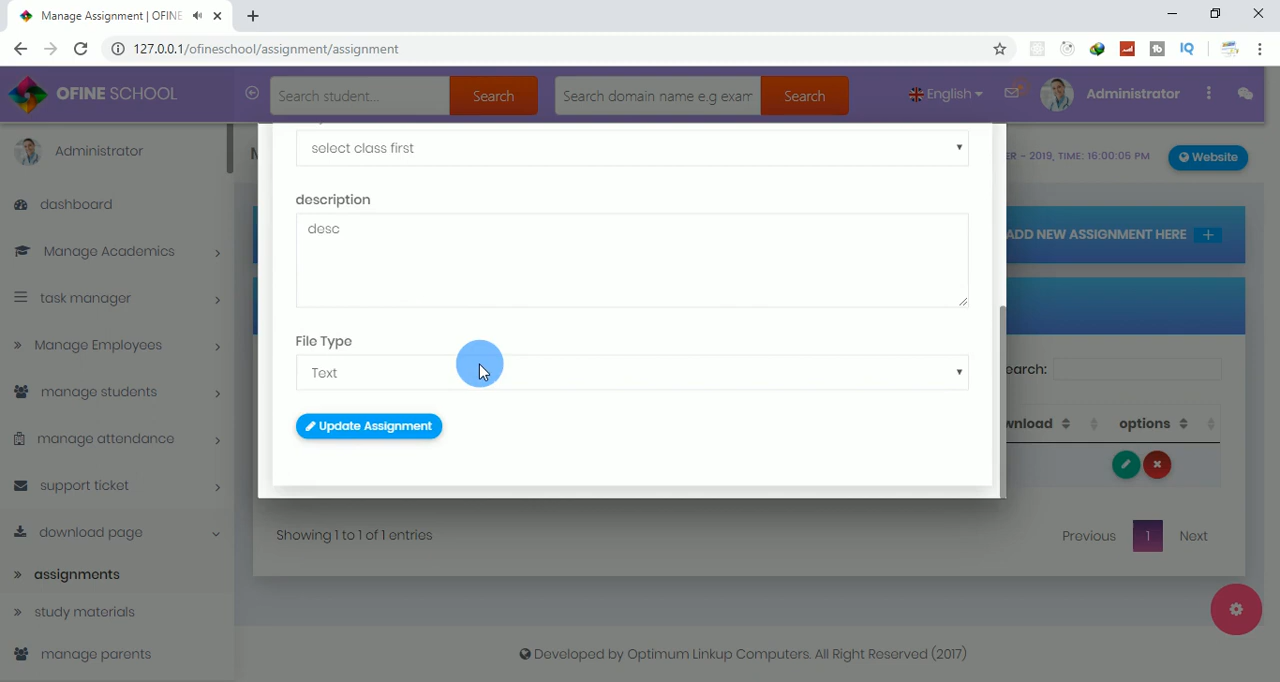 Manage Assignment | OFINE
127.0.0.1/ofineschool/assignment/assignment
IQ
OFINE SCHOOL
Search student...
Search
Search domain name e.g exam
Search
English
Administrator
Administrator
- 2019, TIME: 16:00:05 PM
Website
select class first
dashboard
description
desc
ADD NEW ASSIGNMENT HERE +
Manage Academics
task manager
Manage Employees
File Type
Text
manage students
Update Assignment
options
manage attendance
support ticket
download page
Showing 1 to 1 of 1 entries
Previous
1
Next
assignments
study materials
manage parents
Developed by Optimum Linkup Computers. All Right Reserved (2017)